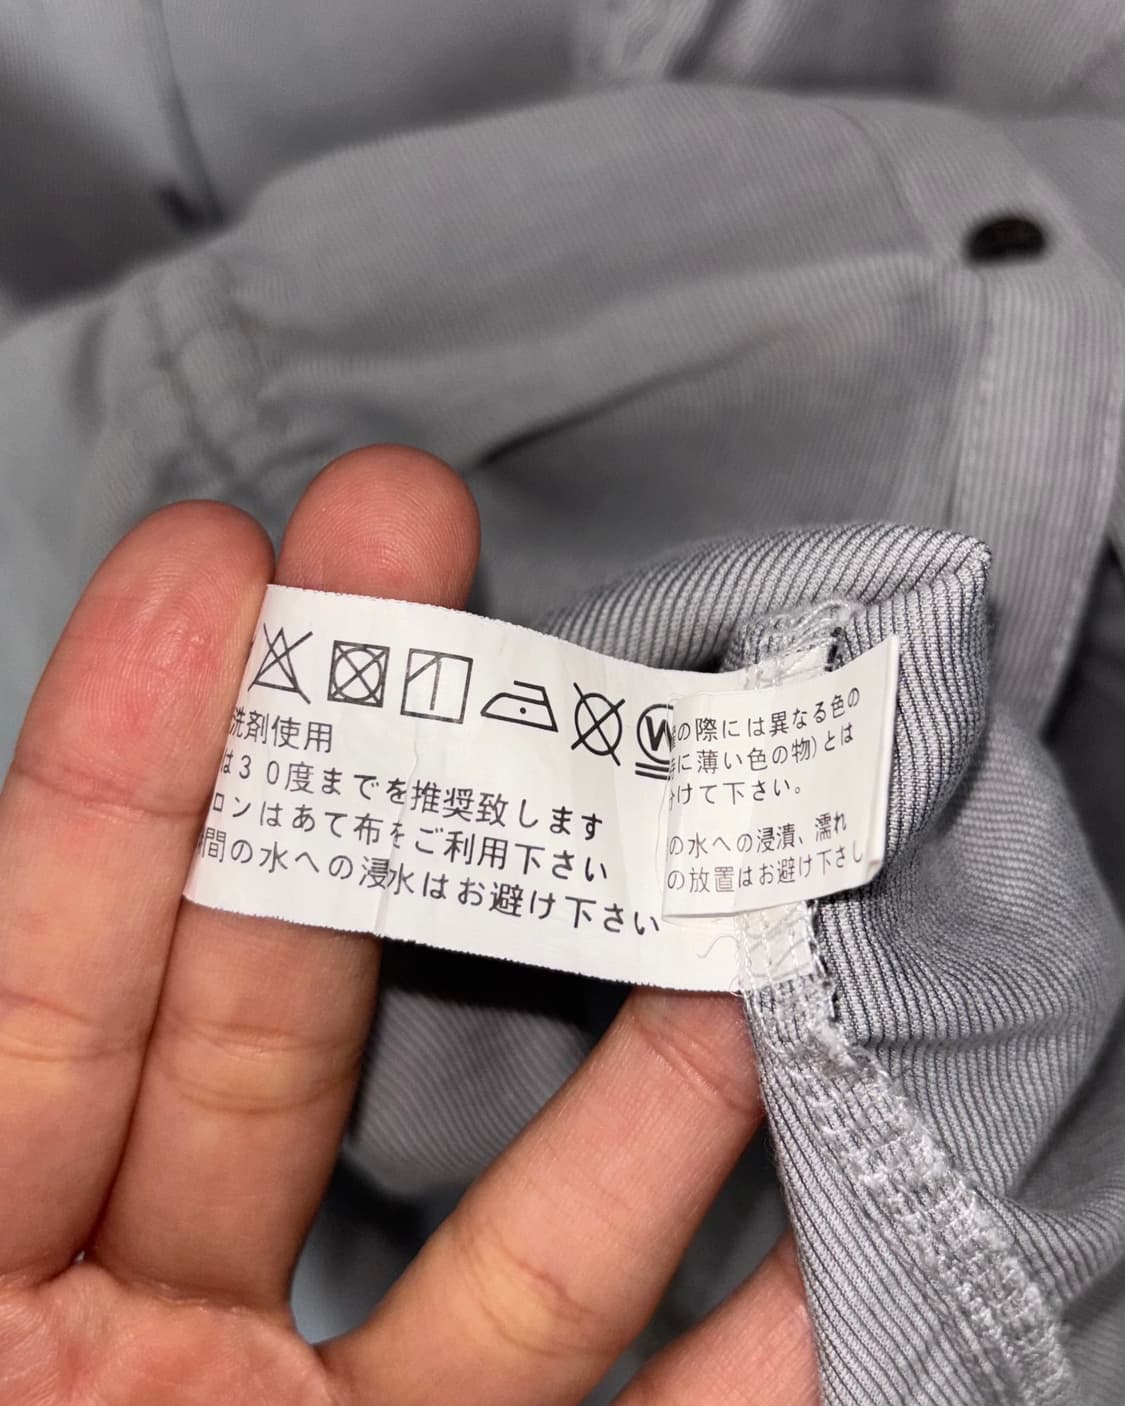 W
洗剤使用
は30度までを推奨致します
ロンはあて布をご利用下さい
間の水への浸水はお避け下さい
の際には異なる色の
に薄い色の物)とは
けて下さい。
の水への浸漬、濡れ
の放置はお避け下さし